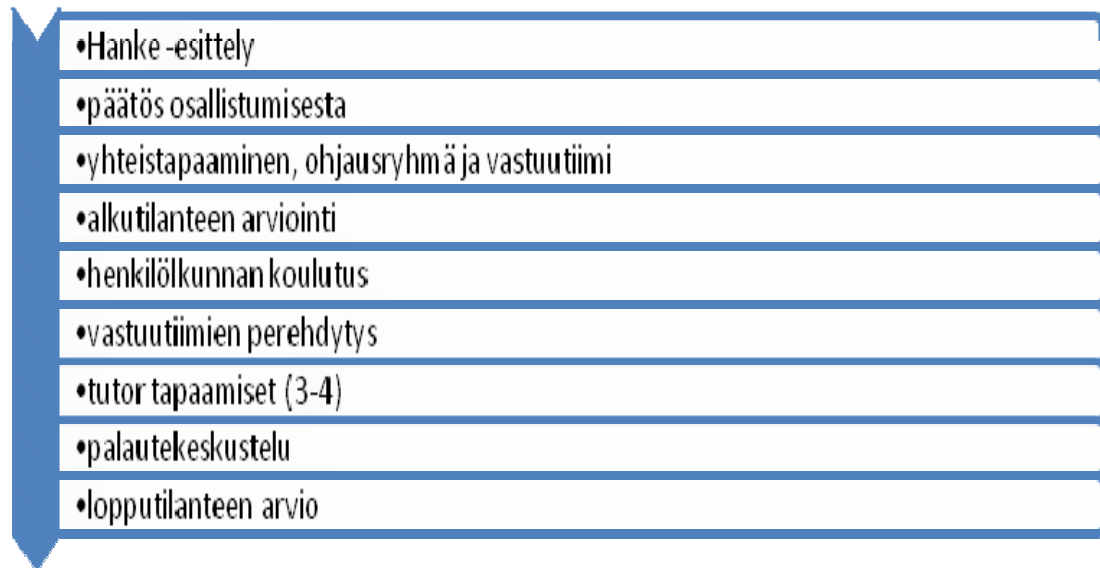 •Hanke -esittely
•päätös osallistumisesta
•yhteistapaaminen, ohjausryhmä ja vastuutiimi
•alkutilanteen arviointi
•henkilölkunnan koulutus
•vastuutiimien perehdytys
•tutor tapaamiset (3-4)
•palautekeskustelu
•lopputilanteen arvio